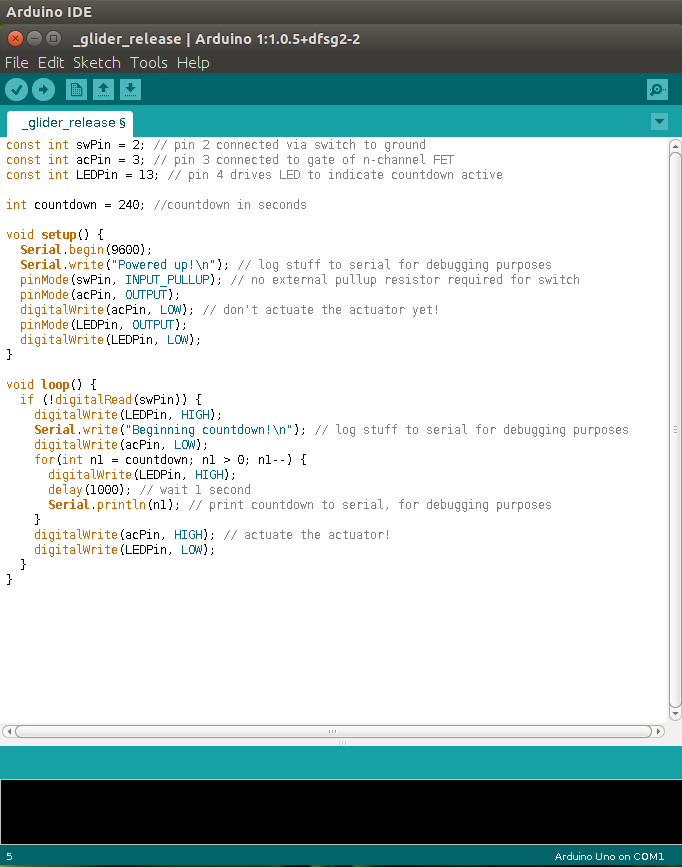 Arduino IDE
_glider_release | Arduino 1:1.0.5+dfsg2-2
File Edit Sketch Tools Help
_glider_release §
const int swPin = 2; // pin 2 connected via switch to ground
const int acPin = 3; // pin 3 connected to gate of n-channel FET
const int LEDPin = 13; // pin 4 drives LED to indicate countdown active
int countdown = 240; //countdown in seconds
void setup() {
  Serial.begin(9600);
  Serial.write("Powered up!\n"); // log stuff to serial for debugging purposes
  pinMode(swPin, INPUT_PULLUP); // no external pullup resistor required for switch
  pinMode(acPin, OUTPUT);
  digitalWrite(acPin, LOW); // don't actuate the actuator yet!
  pinMode(LEDPin, OUTPUT);
  digitalWrite(LEDPin, LOW);
}
void loop() {
  if (!digitalRead(swPin)) {
    digitalWrite(LEDPin, HIGH);
    Serial.write("Beginning countdown!\n"); // log stuff to serial for debugging purposes
    digitalWrite(acPin, LOW);
    for(int n1 = countdown; n1 > 0; n1--) {
      digitalWrite(LEDPin, HIGH);
      delay(1000); // wait 1 second
      Serial.println(n1); // print countdown to serial, for debugging purposes
    }
    digitalWrite(acPin, HIGH); // actuate the actuator!
    digitalWrite(LEDPin, LOW);
  }
}
5
Arduino Uno on COM1